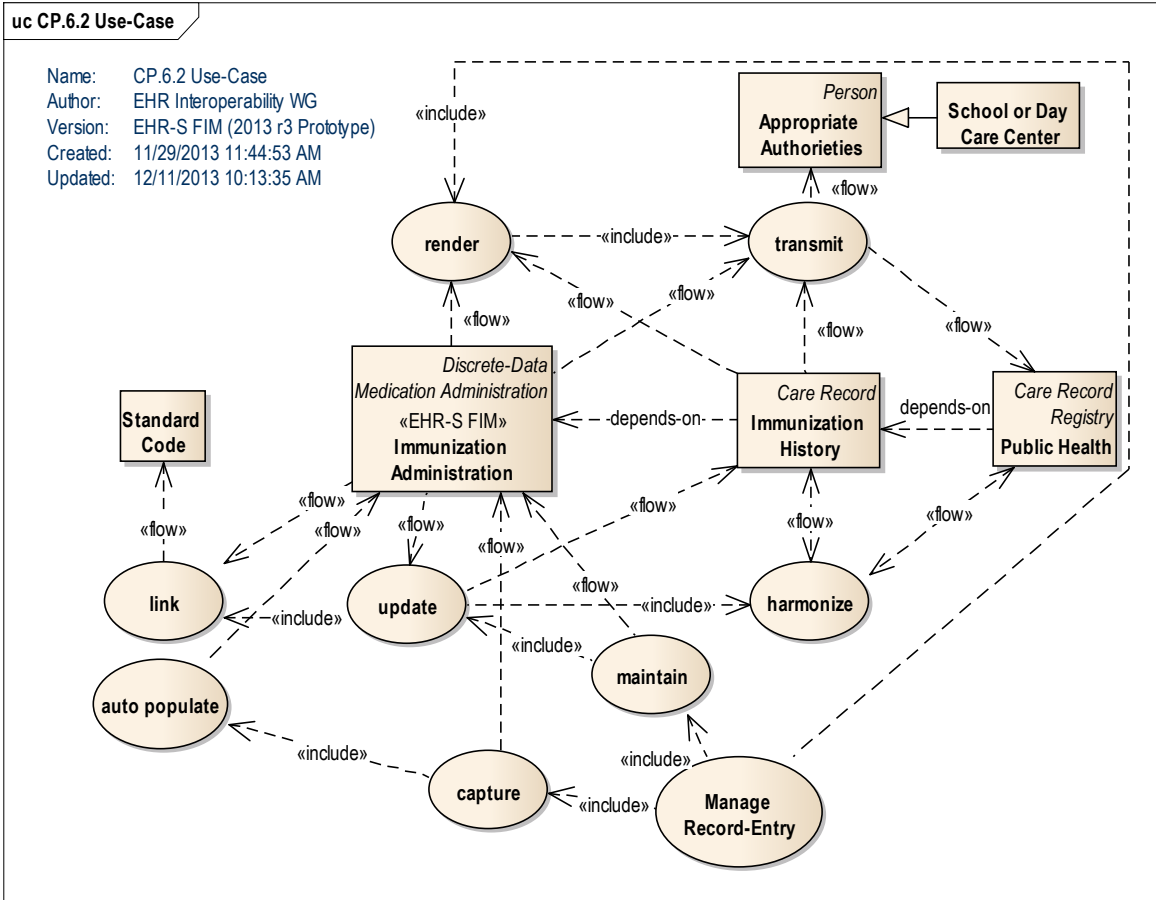 uc CP.6.2 Use-Case
Name: CP.6.2 Use-Case
Author: EHR Interoperability WG
Version: EHR-S FIM (2013 r3 Prototype)
Created: 11/29/2013 11:44:53 AM
Updated: 12/11/2013 10:13:35 AM
«include»
Person
Appropriate
Authorieties
School or Day
Care Center
«flow»
render
«include»
transmit
«flow»
«flow»
«flow»
«flow»
«flow»
Discrete-Data
Medication Administration
«EHR-S FIM»
Immunization
Administration
depends-on
Care Record
Immunization
History
depends-on
Care Record
Registry
Public Health
Standard
Code
«flow»
«flow»
«flow»
«flow»
«flow»
«flow»
«flow»
«flow»
«flow»
link
«include»
update
«include»
harmonize
«include»
maintain
auto populate
«include»
capture
«include»
«include»
Manage
Record-Entry